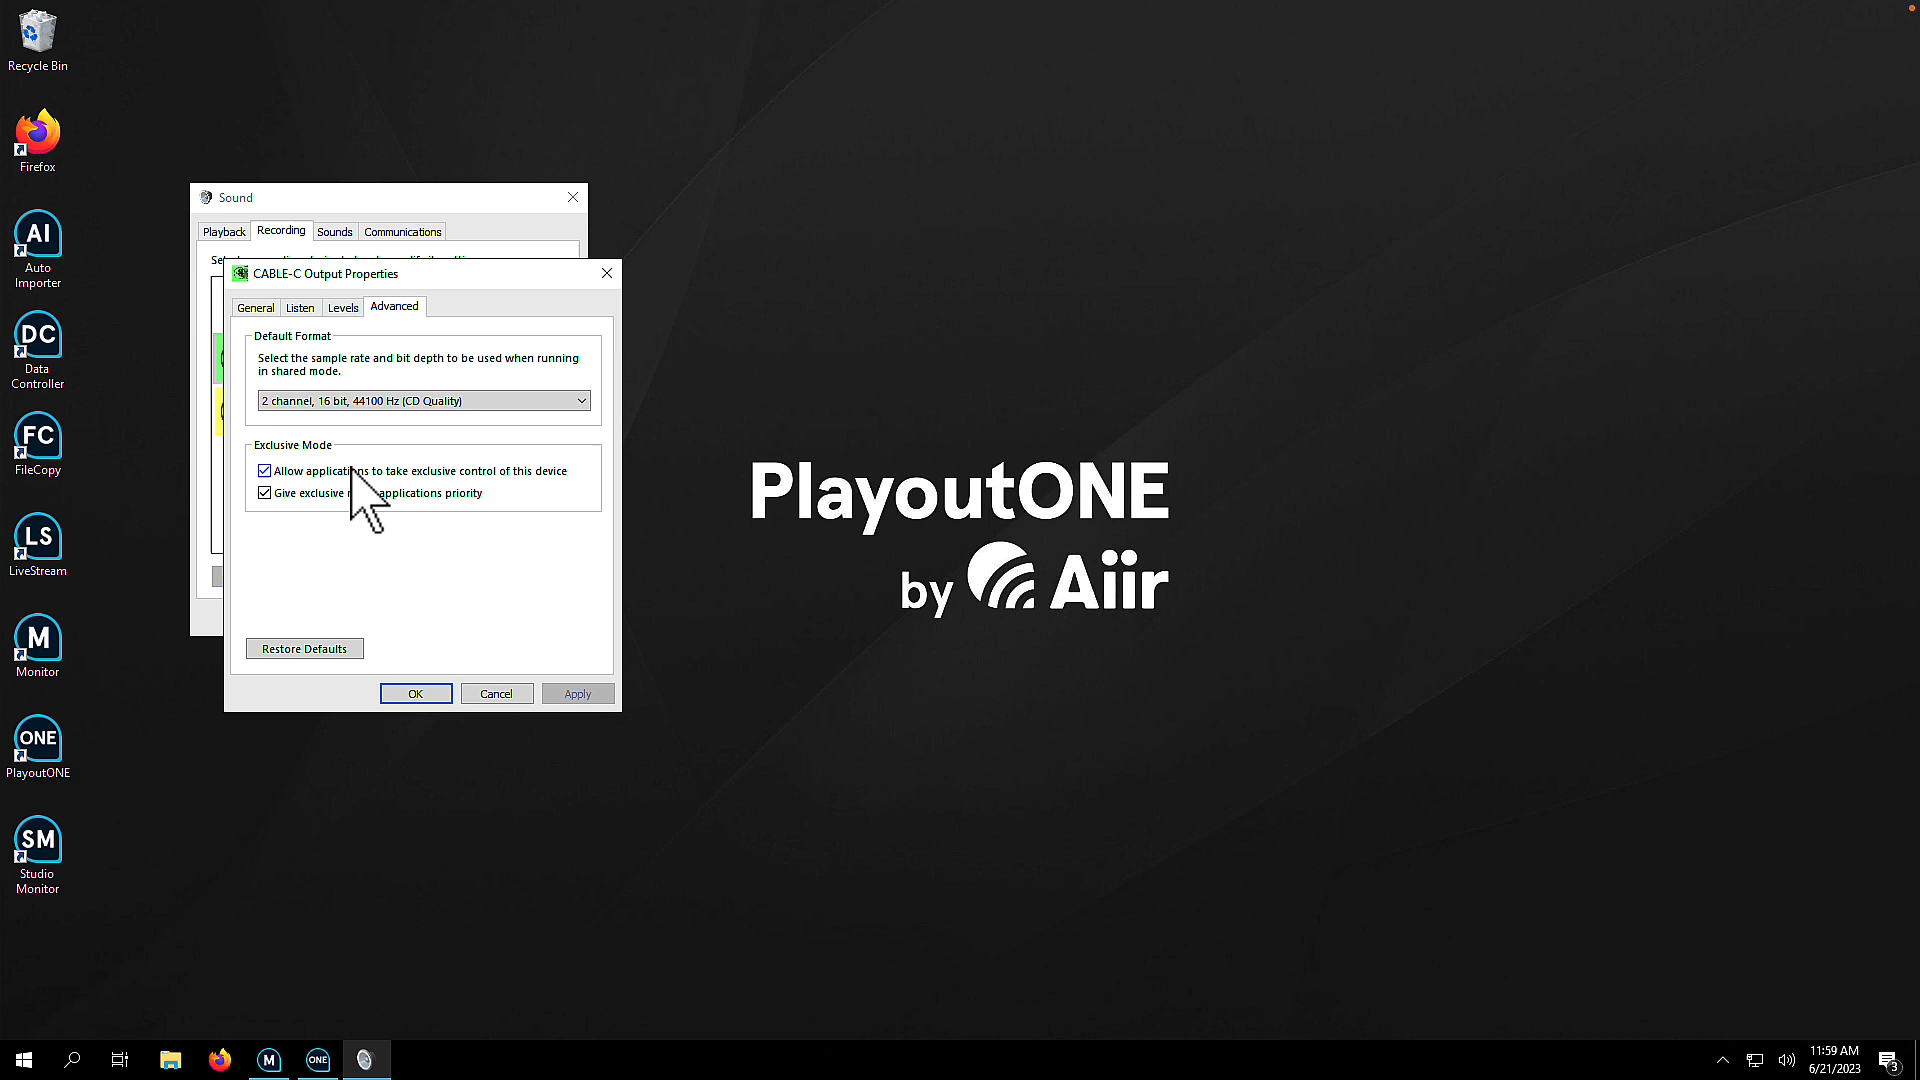 Recycle Bin
Firefox
AI
Auto
Importer
DC
Data
Controller
FC
FileCopy
LS
LiveStream
M
Monitor
ONE
PlayoutONE
SM
Studio
Monitor
Sound
Playback Recording Sounds Communications
CABLE-C Output Properties
General Listen Levels Advanced
Default Format
Select the sample rate and bit depth to be used when running
in shared mode.
2 channel, 16 bit, 44100 Hz (CD Quality)
Exclusive Mode
Allow applications to take exclusive control of this device
Give exclusive applications priority
Restore Defaults
OK Cancel Apply
PlayoutONE
by Aiir
M ONE
11:59 AM
6/21/2023
3